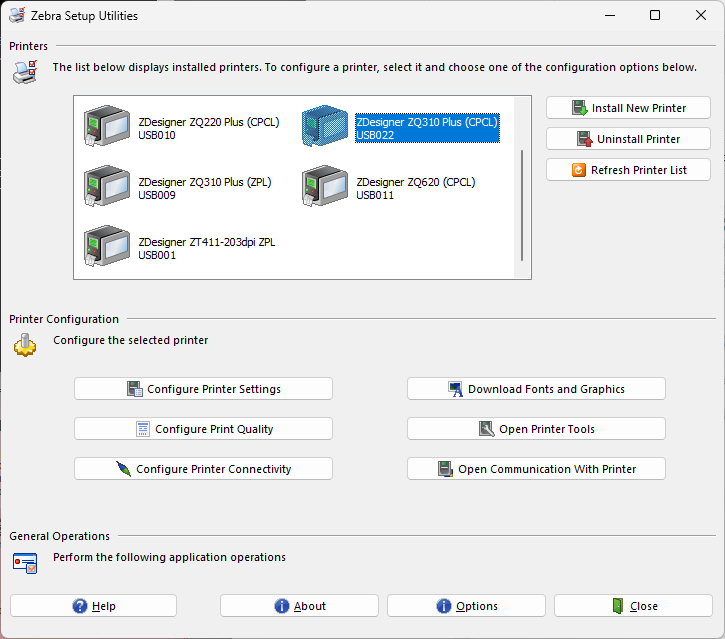 Zebra Setup Utilities
Printers
The list below displays installed printers. To configure a printer, select it and choose one of the configuration options below.
ZDesigner ZQ220 Plus (CPCL)
USB010
ZDesigner ZQ310 Plus (CPCL)
USB022
ZDesigner ZQ310 Plus (ZPL)
USB009
ZDesigner ZQ620 (CPCL)
USB011
ZDesigner ZT411-203dpi ZPL
USB001
Install New Printer
Uninstall Printer
Refresh Printer List
Printer Configuration
Configure the selected printer
Configure Printer Settings
Download Fonts and Graphics
Configure Print Quality
Open Printer Tools
Configure Printer Connectivity
Open Communication With Printer
General Operations
Perform the following application operations
Help
About
Options
Close